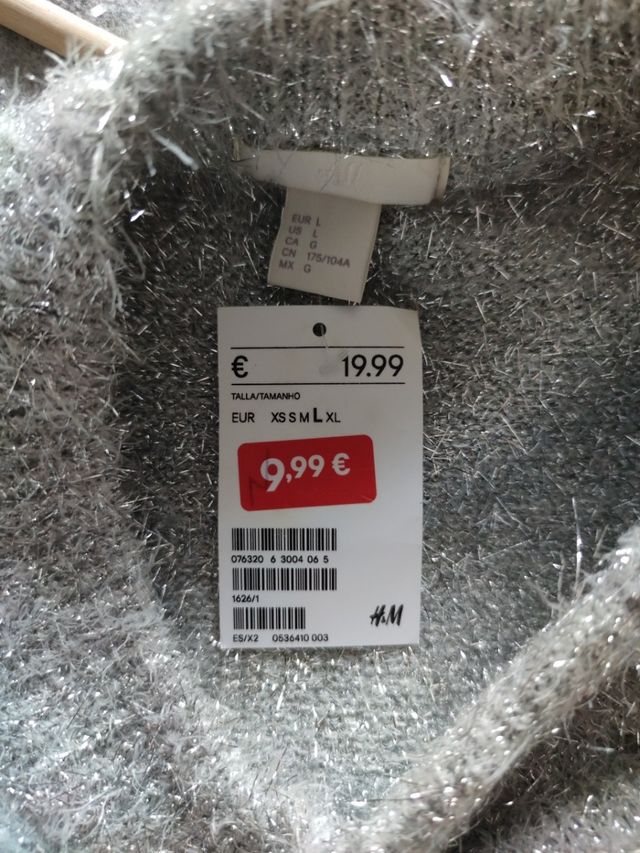 EUR L
US L
CA G
CN 175/104A
MX G
€ 19.99
TALLA/TAMANHO
EUR XS S M L XL
9,99 €
076320 6 3004 06 5
1626/1
H&M
ES/X2 0536410 003